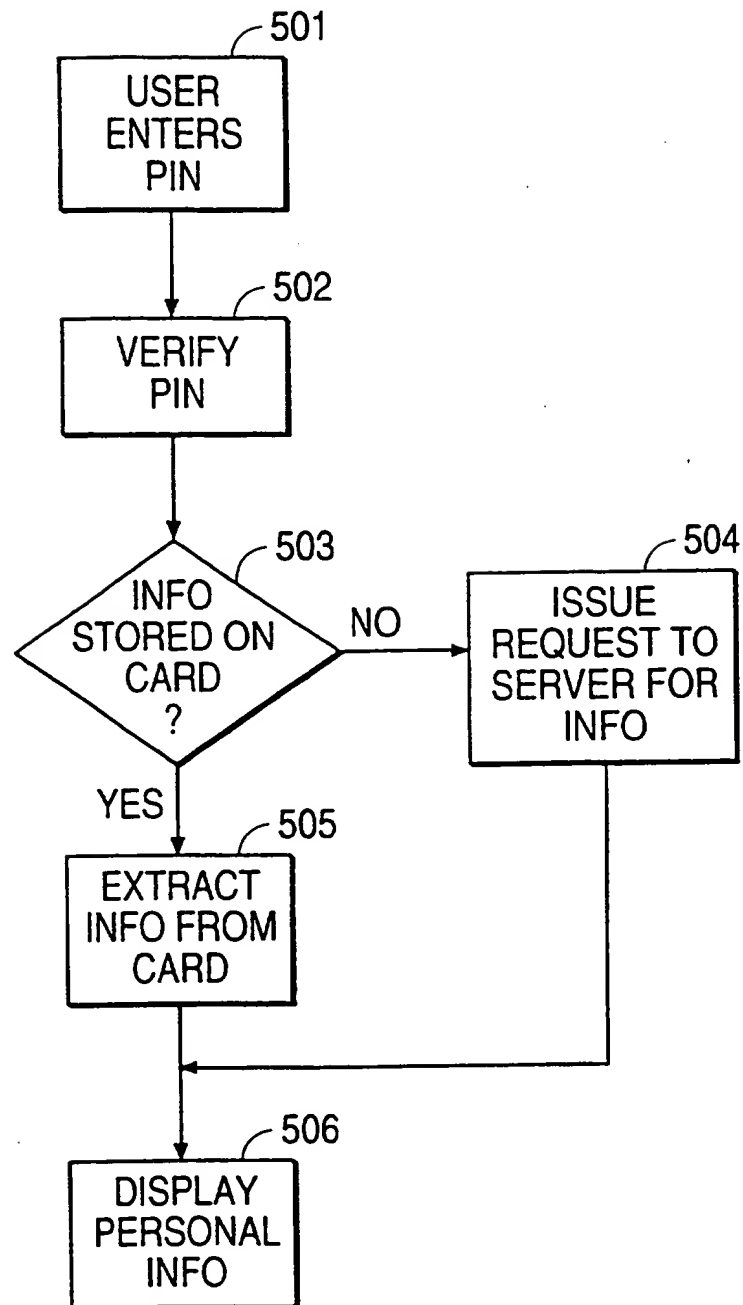 501
USER
ENTERS
PIN
502
VERIFY
PIN
503
INFO
STORED ON
CARD
?
NO
504
ISSUE
REQUEST TO
SERVER FOR
INFO
YES
505
EXTRACT
INFO FROM
CARD
506
DISPLAY
PERSONAL
INFO